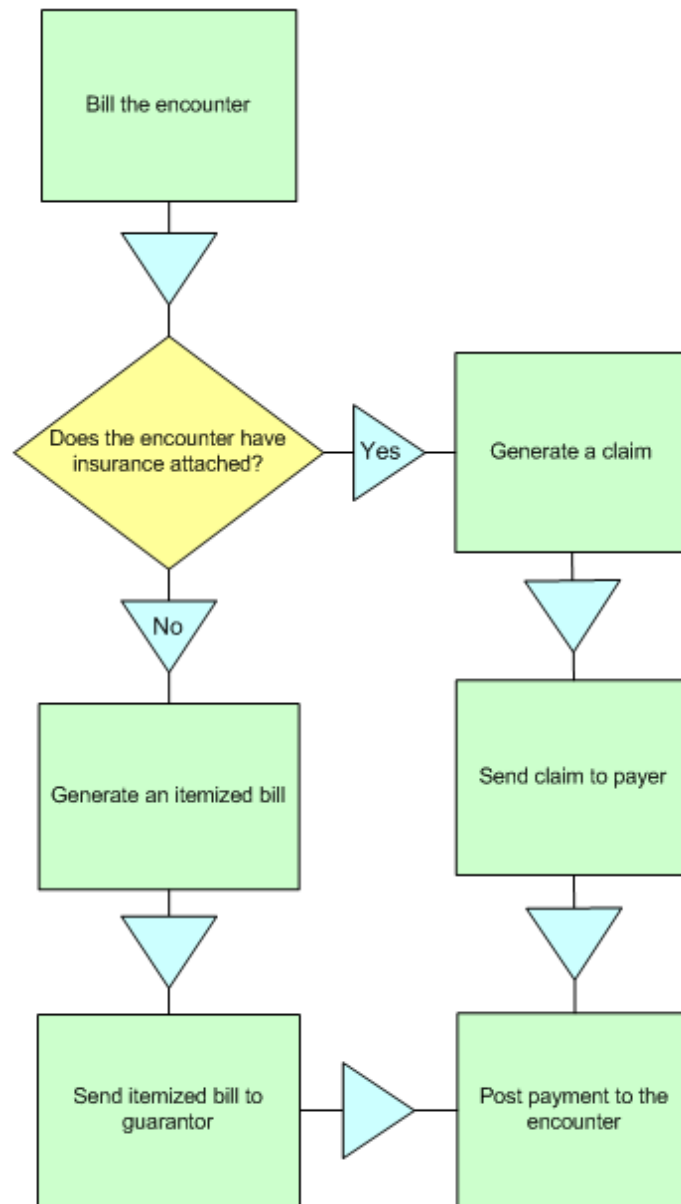 Bill the encounter
Does the encounter have
insurance attached?
Yes
Generate a claim
No
Generate an itemized bill
Send claim to payer
Send itemized bill to
guarantor
Post payment to the
encounter